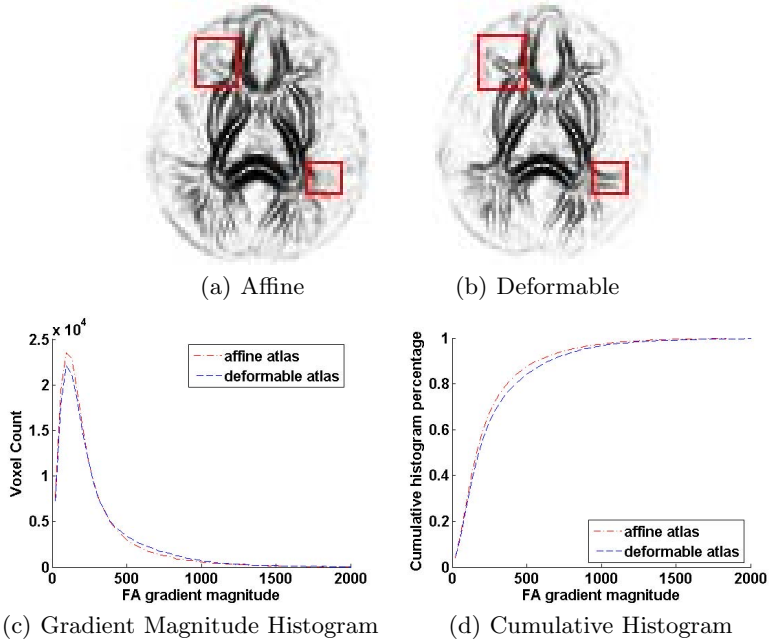 (a) Affine
(b) Deformable
x 10^4
2.5
2
1.5
1
0.5
0
Voxel Count
affine atlas
deformable atlas
0 500 1000 1500 2000
FA gradient magnitude
(c) Gradient Magnitude Histogram
1
0.8
0.6
0.4
0.2
0
Cumulative histogram percentage
affine atlas
deformable atlas
0 500 1000 1500 2000
FA gradient magnitude
(d) Cumulative Histogram